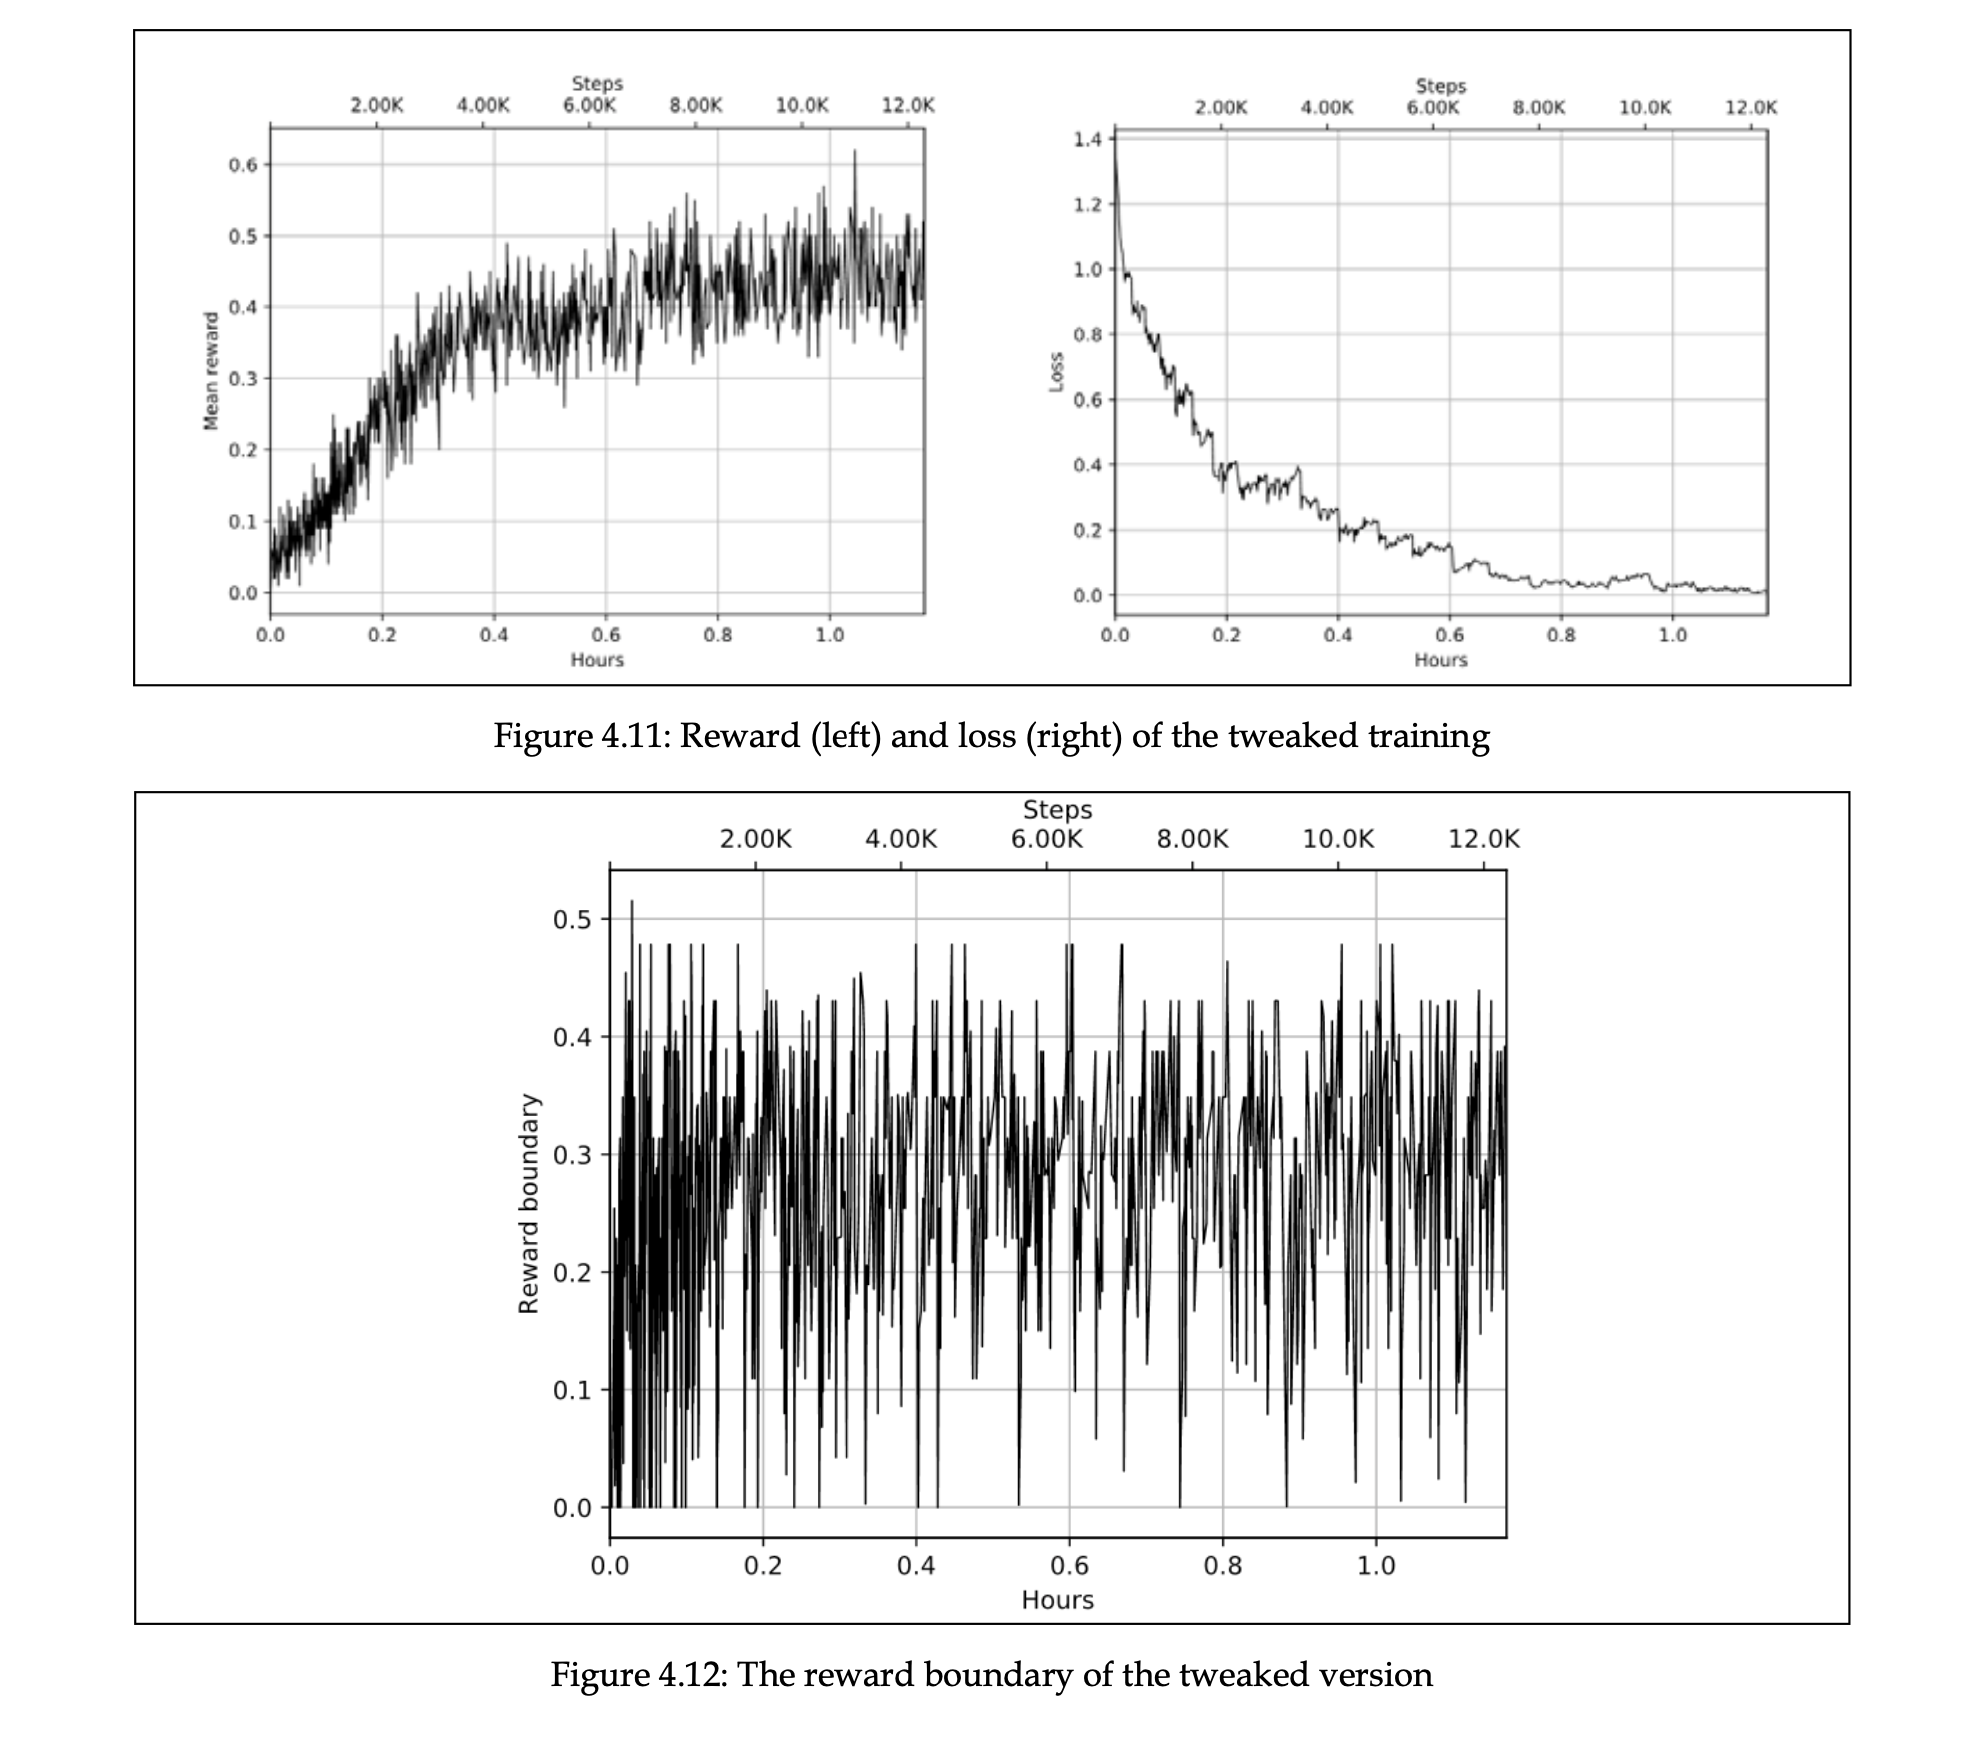 Steps
2.00K 4.00K 6.00K 8.00K 10.0K 12.0K
0.6
0.5
0.4
0.3
0.2
0.1
0.0
Mean reward
0.0 0.2 0.4 0.6 0.8 1.0
Hours
Steps
2.00K 4.00K 6.00K 8.00K 10.0K 12.0K
1.4
1.2
1.0
0.8
0.6
0.4
0.2
0.0
Loss
0.0 0.2 0.4 0.6 0.8 1.0
Hours
Figure 4.11: Reward (left) and loss (right) of the tweaked training
Steps
2.00K 4.00K 6.00K 8.00K 10.0K 12.0K
0.5
0.4
0.3
0.2
0.1
0.0
Reward boundary
0.0 0.2 0.4 0.6 0.8 1.0
Hours
Figure 4.12: The reward boundary of the tweaked version